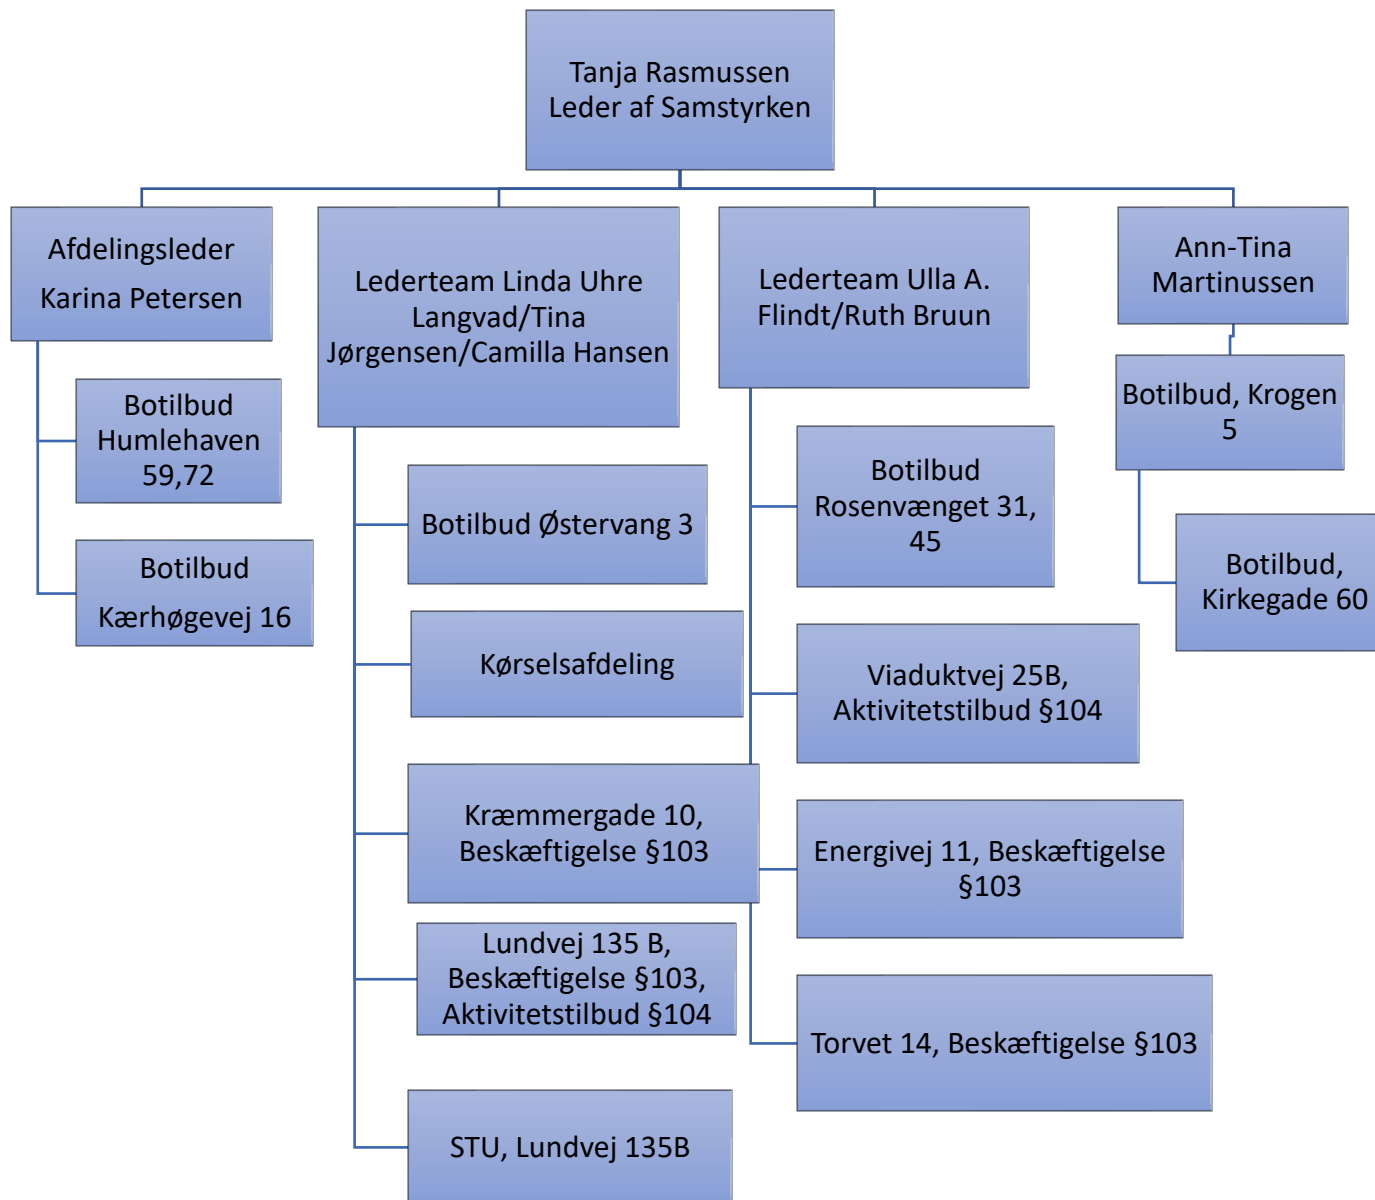 Tanja Rasmussen
Leder af Samstyrken
Afdelingsleder
Karina Petersen
Botilbud
Humlehaven
59,72
Botilbud
Kærhøgevej 16
Lederteam Linda Uhre
Langvad/Tina
Jørgensen/Camilla Hansen
Botilbud Østervang 3
Kørselsafdeling
Kræmmergade 10,
Beskæftigelse §103
Lundvej 135 B,
Beskæftigelse §103,
Aktivitetstilbud §104
STU, Lundvej 135B
Lederteam Ulla A.
Flindt/Ruth Bruun
Botilbud
Rosenvænget 31,
45
Viaduktvej 25B,
Aktivitetstilbud §104
Energivej 11, Beskæftigelse
§103
Torvet 14, Beskæftigelse §103
Ann-Tina
Martinussen
Botilbud, Krogen
5
Botilbud,
Kirkegade 60